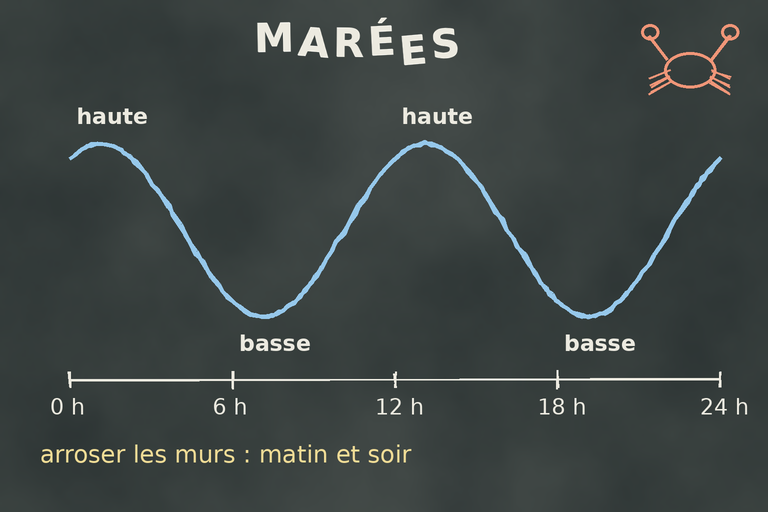 MARÉES
haute haute
basse basse
0 h 6 h 12 h 18 h 24 h
arroser les murs : matin et soir